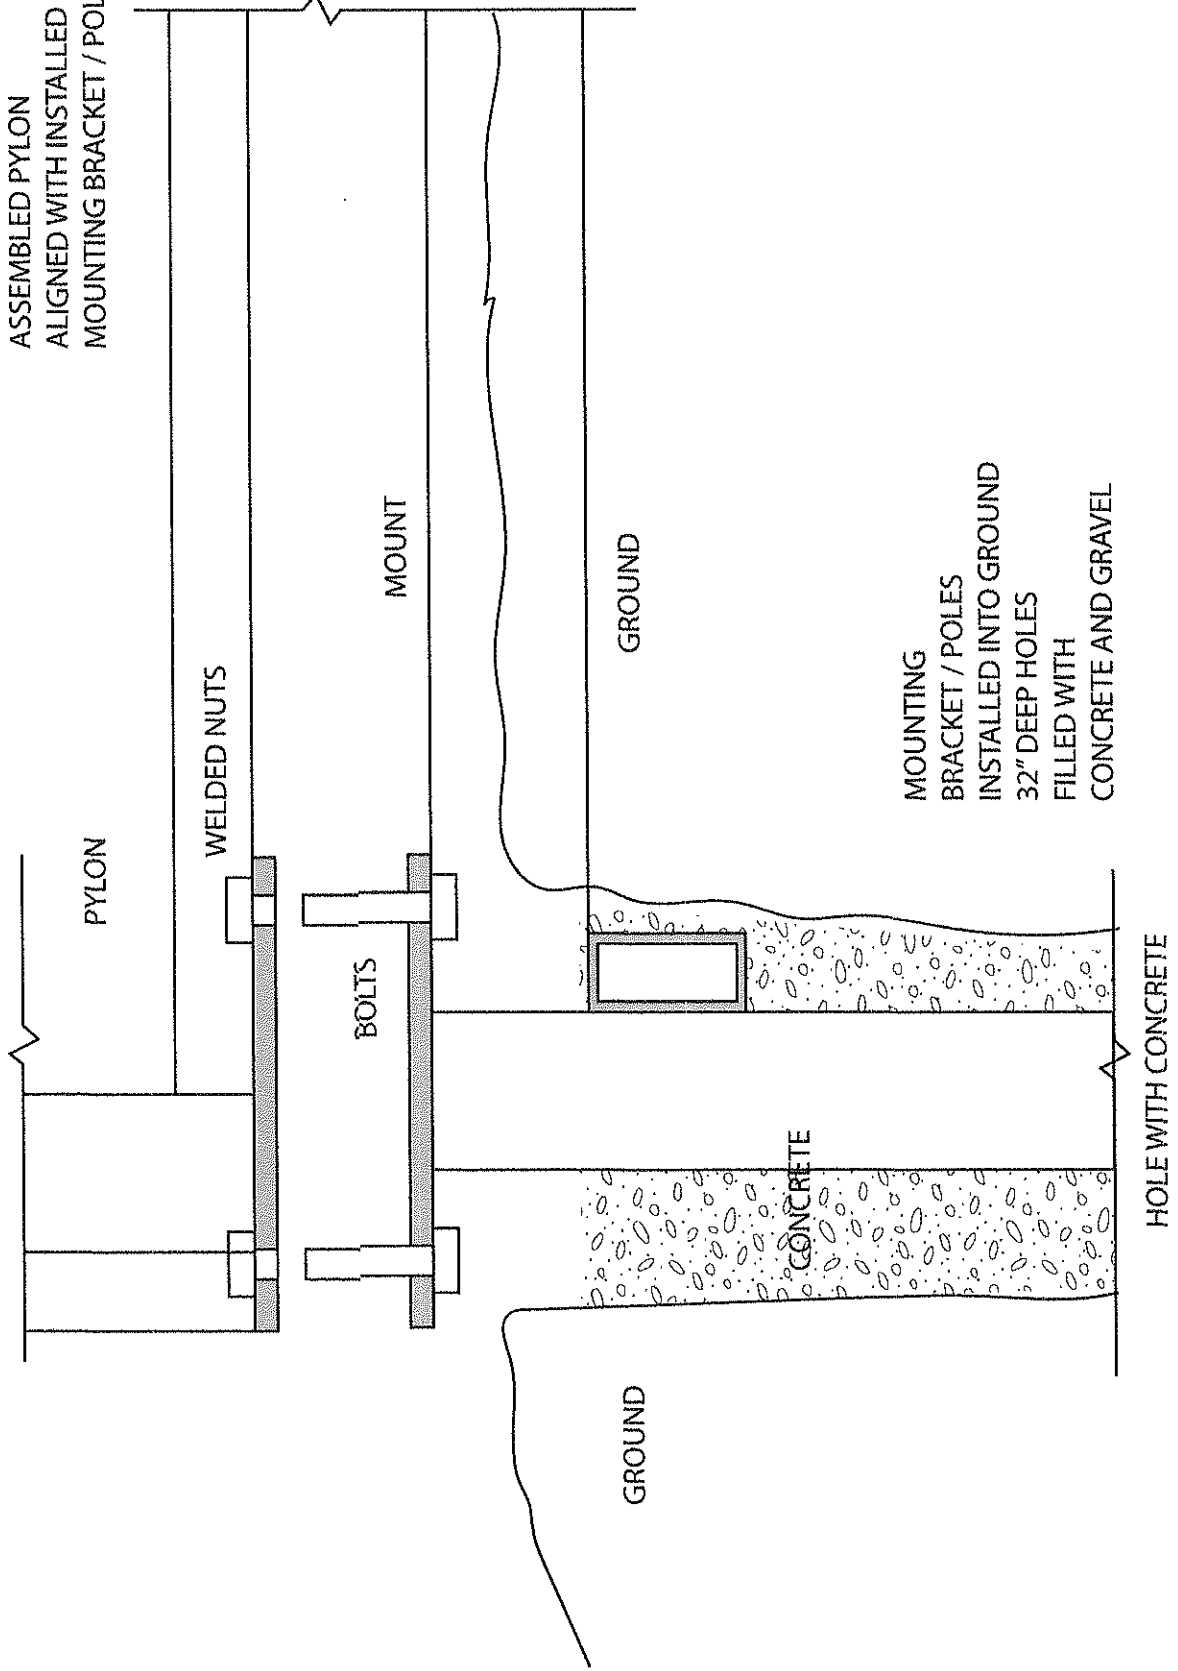 ASSEMBLED PYLON
ALIGNED WITH INSTALLED
MOUNTING BRACKET / POL
PYLON
WELDED NUTS
BOLTS
MOUNT
GROUND
GROUND
CONCRETE
MOUNTING
BRACKET / POLES
INSTALLED INTO GROUND
32" DEEP HOLES
FILLED WITH
CONCRETE AND GRAVEL
HOLE WITH CONCRETE